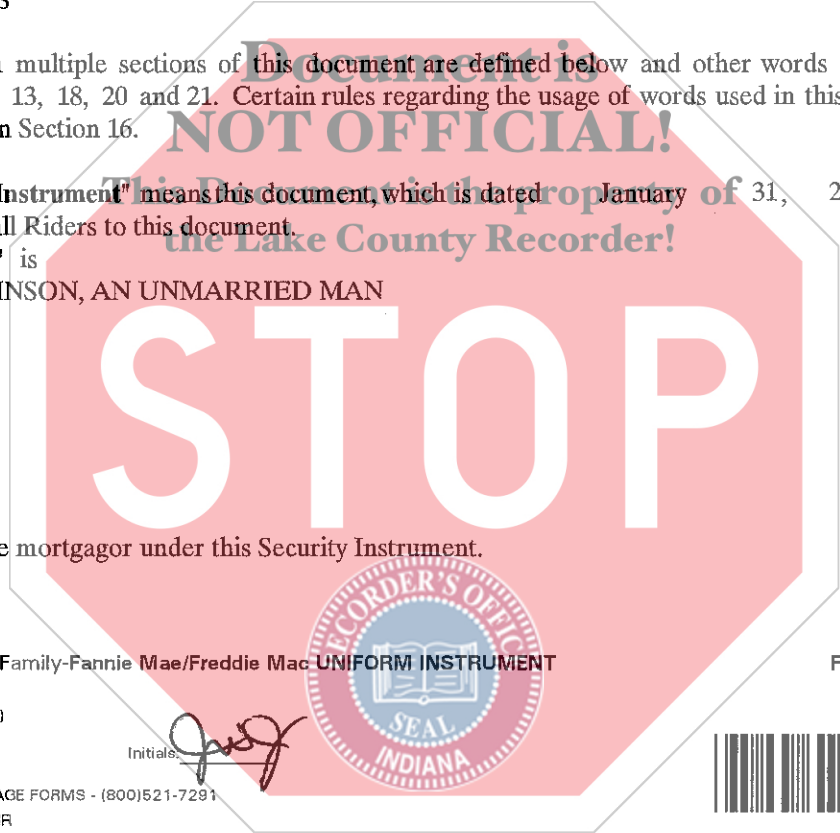 multiple sections of this document are defined below and other words
Document is
13, 18, 20 and 21. Certain rules regarding the usage of words used in this
NOT OFFICIAL!
n Section 16.
Instrument" means this document, which is dated January 31, 2
This Document is the property of
ll Riders to this document.
the Lake County Recorder!
" is
INSON, AN UNMARRIED MAN
STOP
e mortgagor under this Security Instrument.
RECORDER'S OFFIC
SEAL
INDIANA
Family-Fannie Mae/Freddie Mac UNIFORM INSTRUMENT F
Initials:
AGE FORMS - (800)521-7291
R